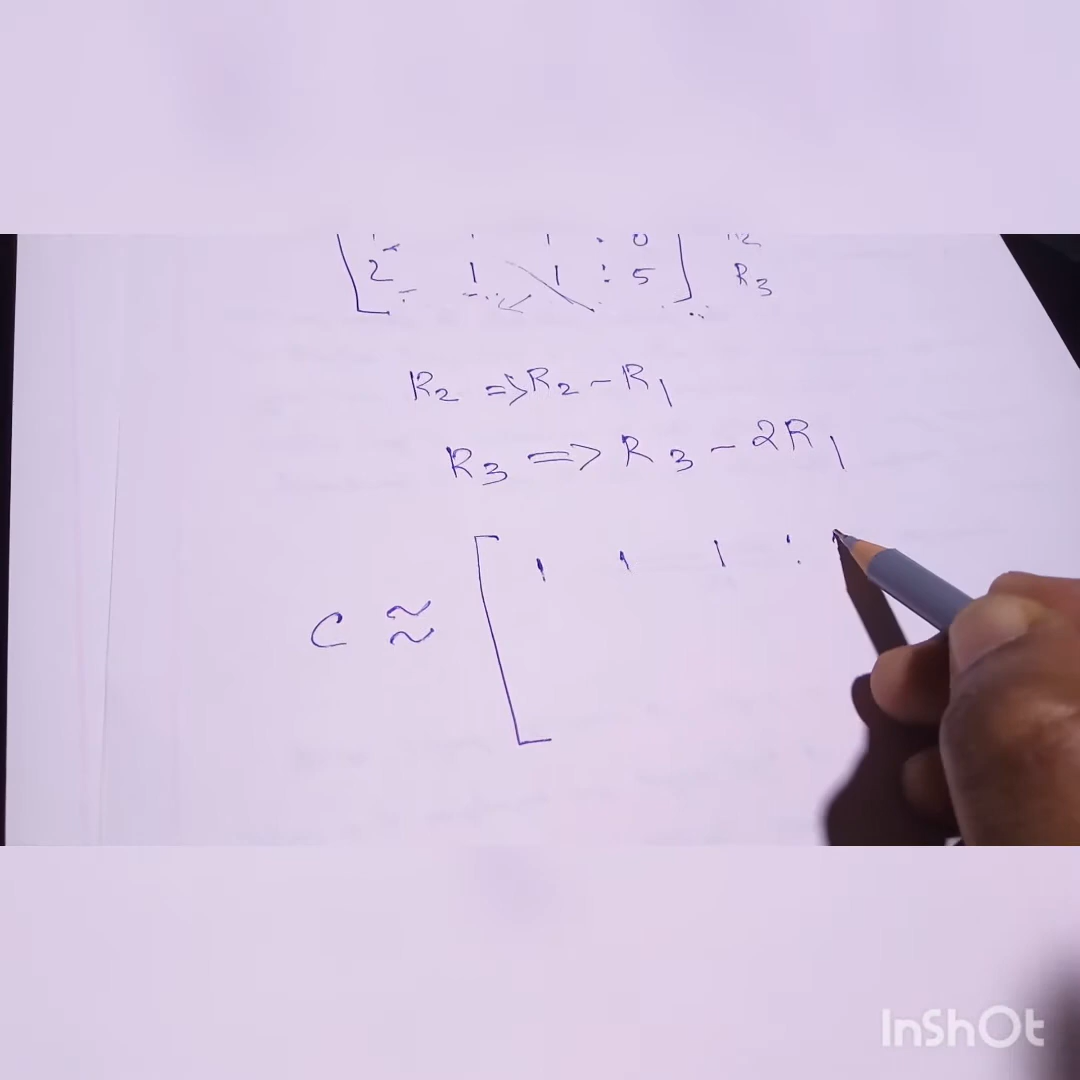 2 1 1 : 5 R3
R2 => R2 - R1
R3 => R3 - 2R1
C ≈ [ 1 1 1 :
InShOt